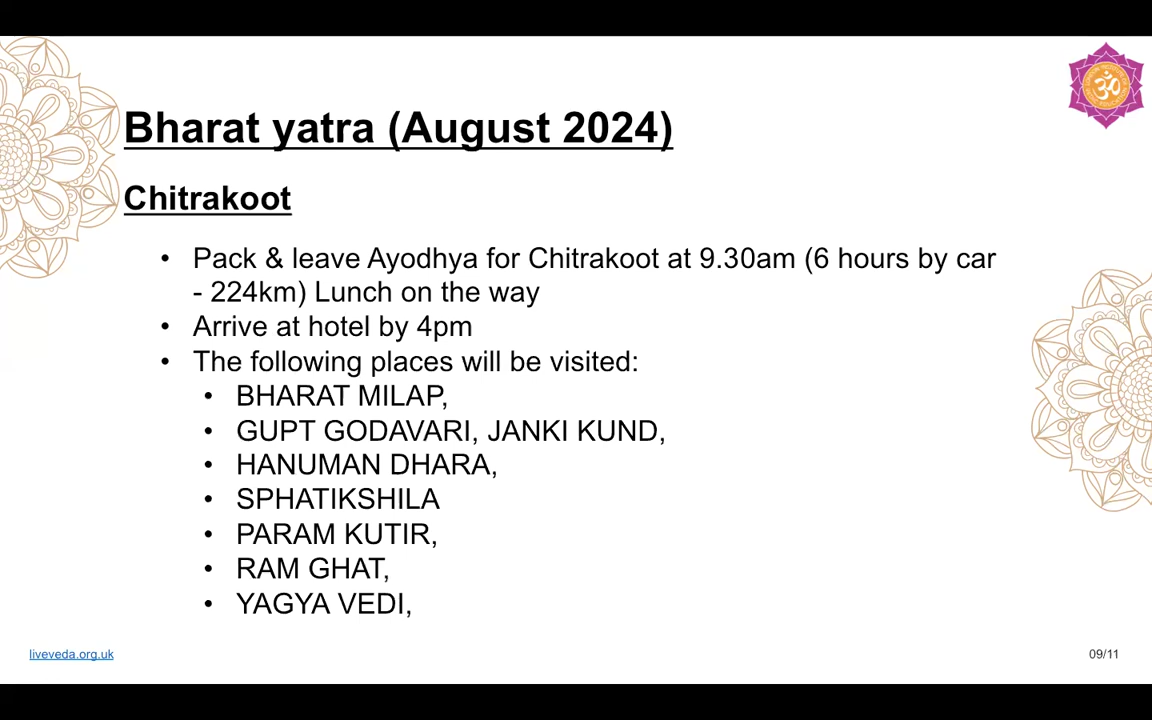 Bharat yatra (August 2024)
Chitrakoot
• Pack & leave Ayodhya for Chitrakoot at 9.30am (6 hours by car
- 224km) Lunch on the way
• Arrive at hotel by 4pm
• The following places will be visited:
• BHARAT MILAP,
• GUPT GODAVARI, JANKI KUND,
• HANUMAN DHARA,
• SPHATIKSHILA
• PARAM KUTIR,
• RAM GHAT,
• YAGYA VEDI,
liveveda.org.uk
09/11
ॐ